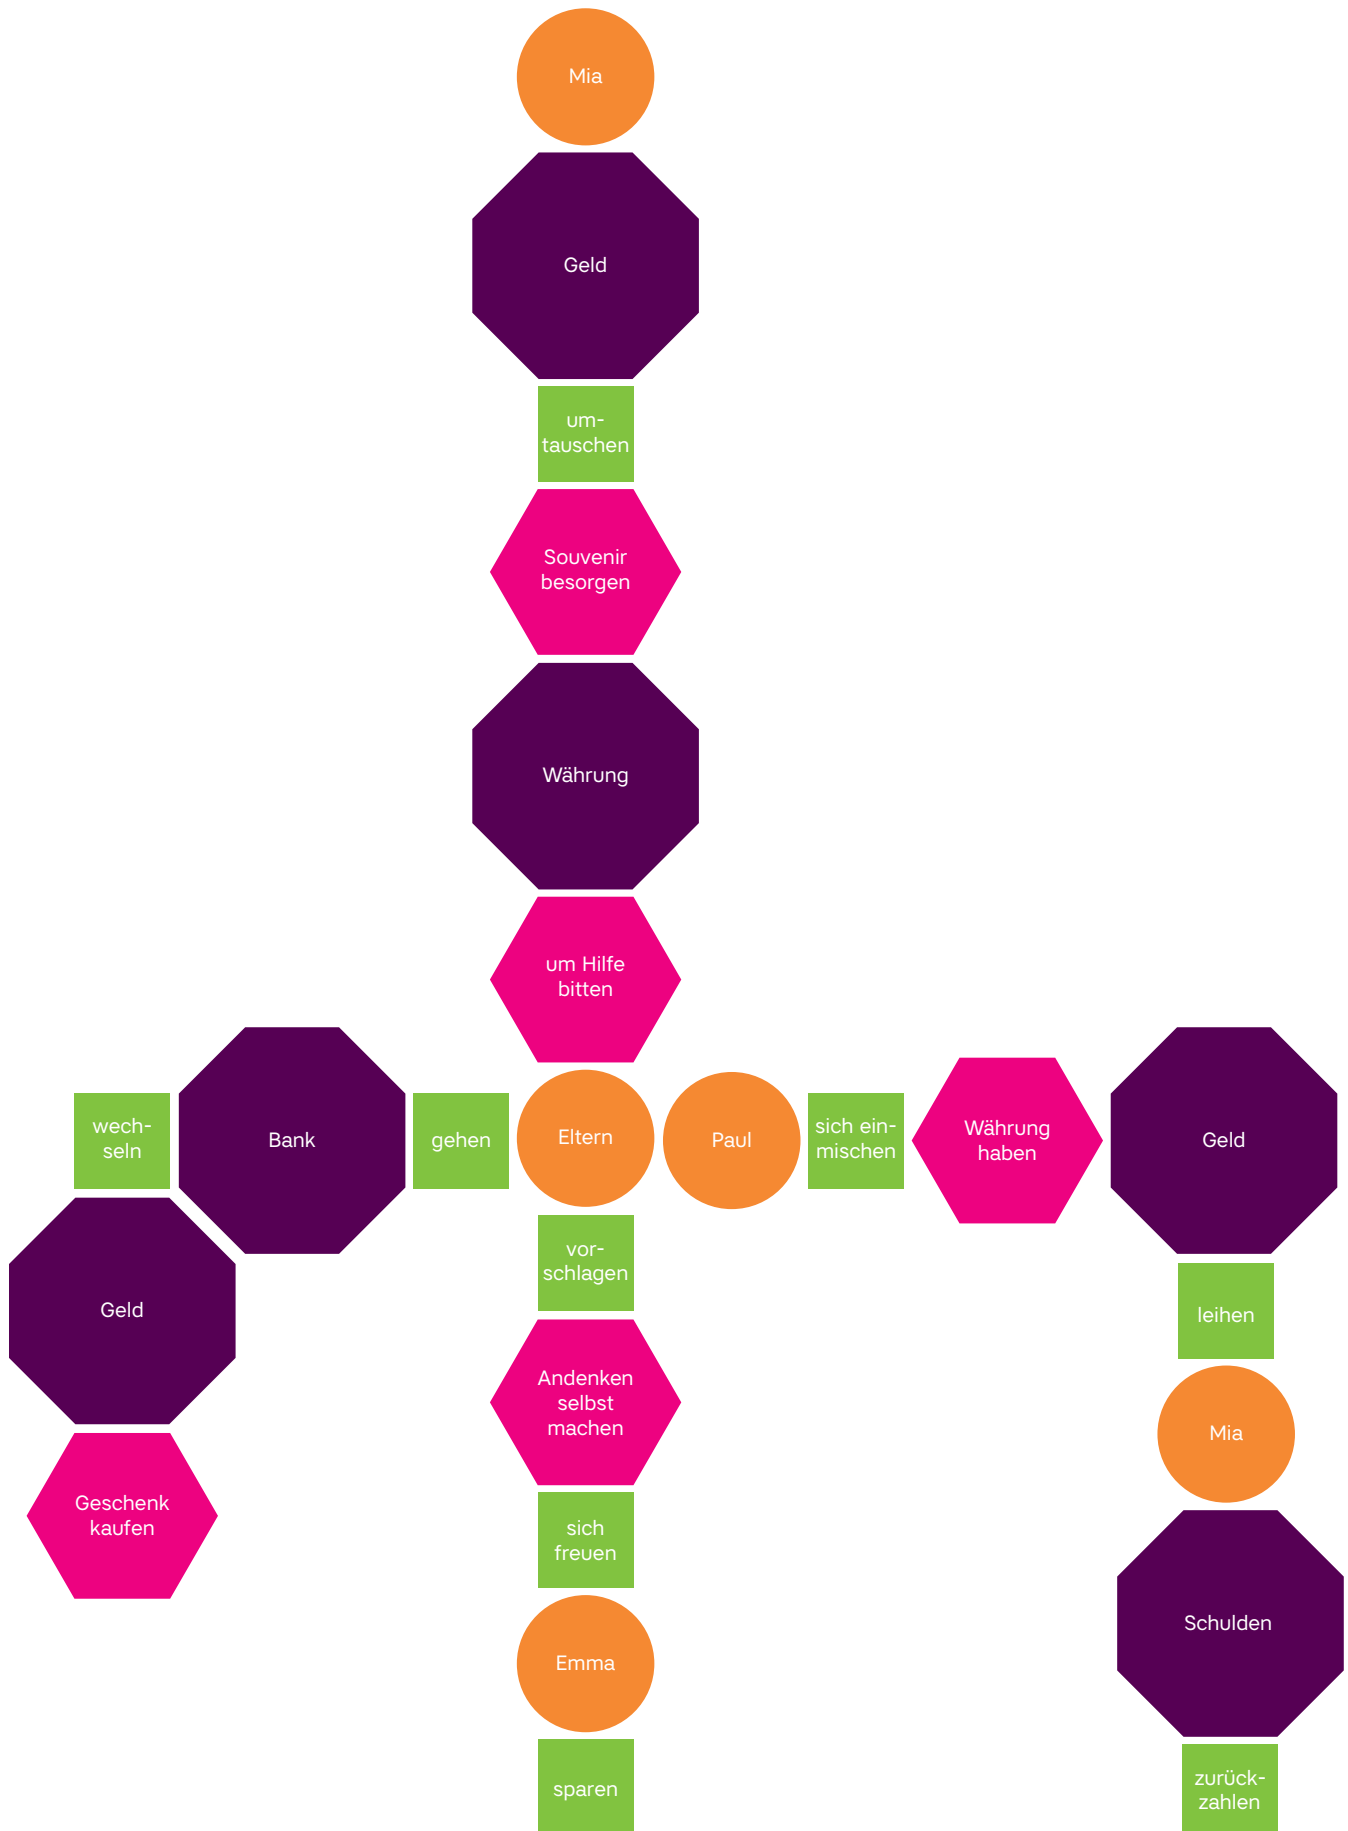 Mia
Geld
um-
tauschen
Souvenir
besorgen
Währung
um Hilfe
bitten
Eltern
gehen
Bank
wech-
seln
Geld
Geschenk
kaufen
vor-
schlagen
Andenken
selbst
machen
sich
freuen
Emma
sparen
Paul
sich ein-
mischen
Währung
haben
Geld
leihen
Mia
Schulden
zurück-
zahlen